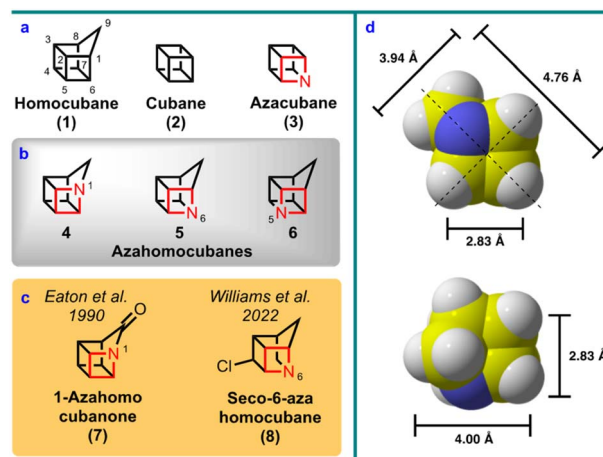 a
9
3
8
2
1
4
7
5
6
N
Homocubane
(1)
Cubane
(2)
Azacubane
(3)
b
N
1
N
6
5
N
4
5
6
Azahomocubanes
c
Eaton et al.
1990
Williams et al.
2022
O
N
1
Cl
N
6
1-Azahomo
cubanone
(7)
Seco-6-aza
homocubane
(8)
d
3.94 Å
4.76 Å
2.83 Å
2.83 Å
4.00 Å